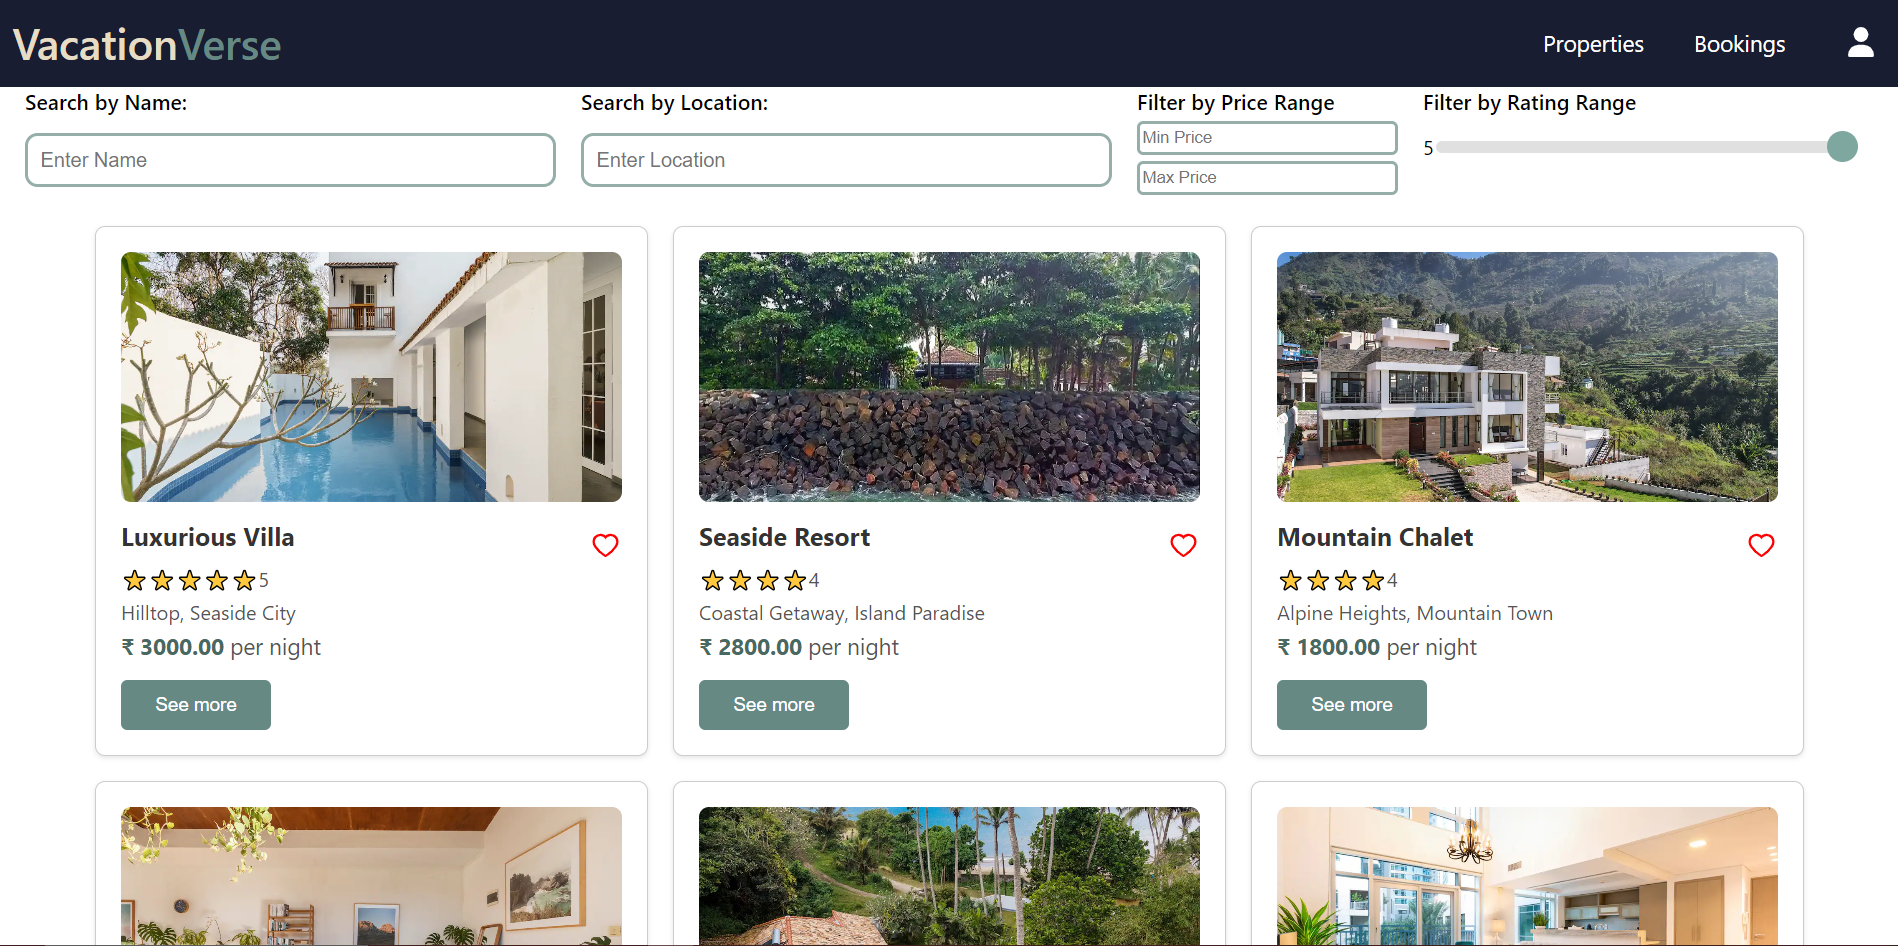 VacationVerse
Properties
Bookings
Search by Name:
Search by Location:
Filter by Price Range
Filter by Rating Range
Enter Name
Enter Location
Min Price
Max Price
5
Luxurious Villa
5
Hilltop, Seaside City
₹ 3000.00 per night
See more
Seaside Resort
4
Coastal Getaway, Island Paradise
₹ 2800.00 per night
See more
Mountain Chalet
4
Alpine Heights, Mountain Town
₹ 1800.00 per night
See more